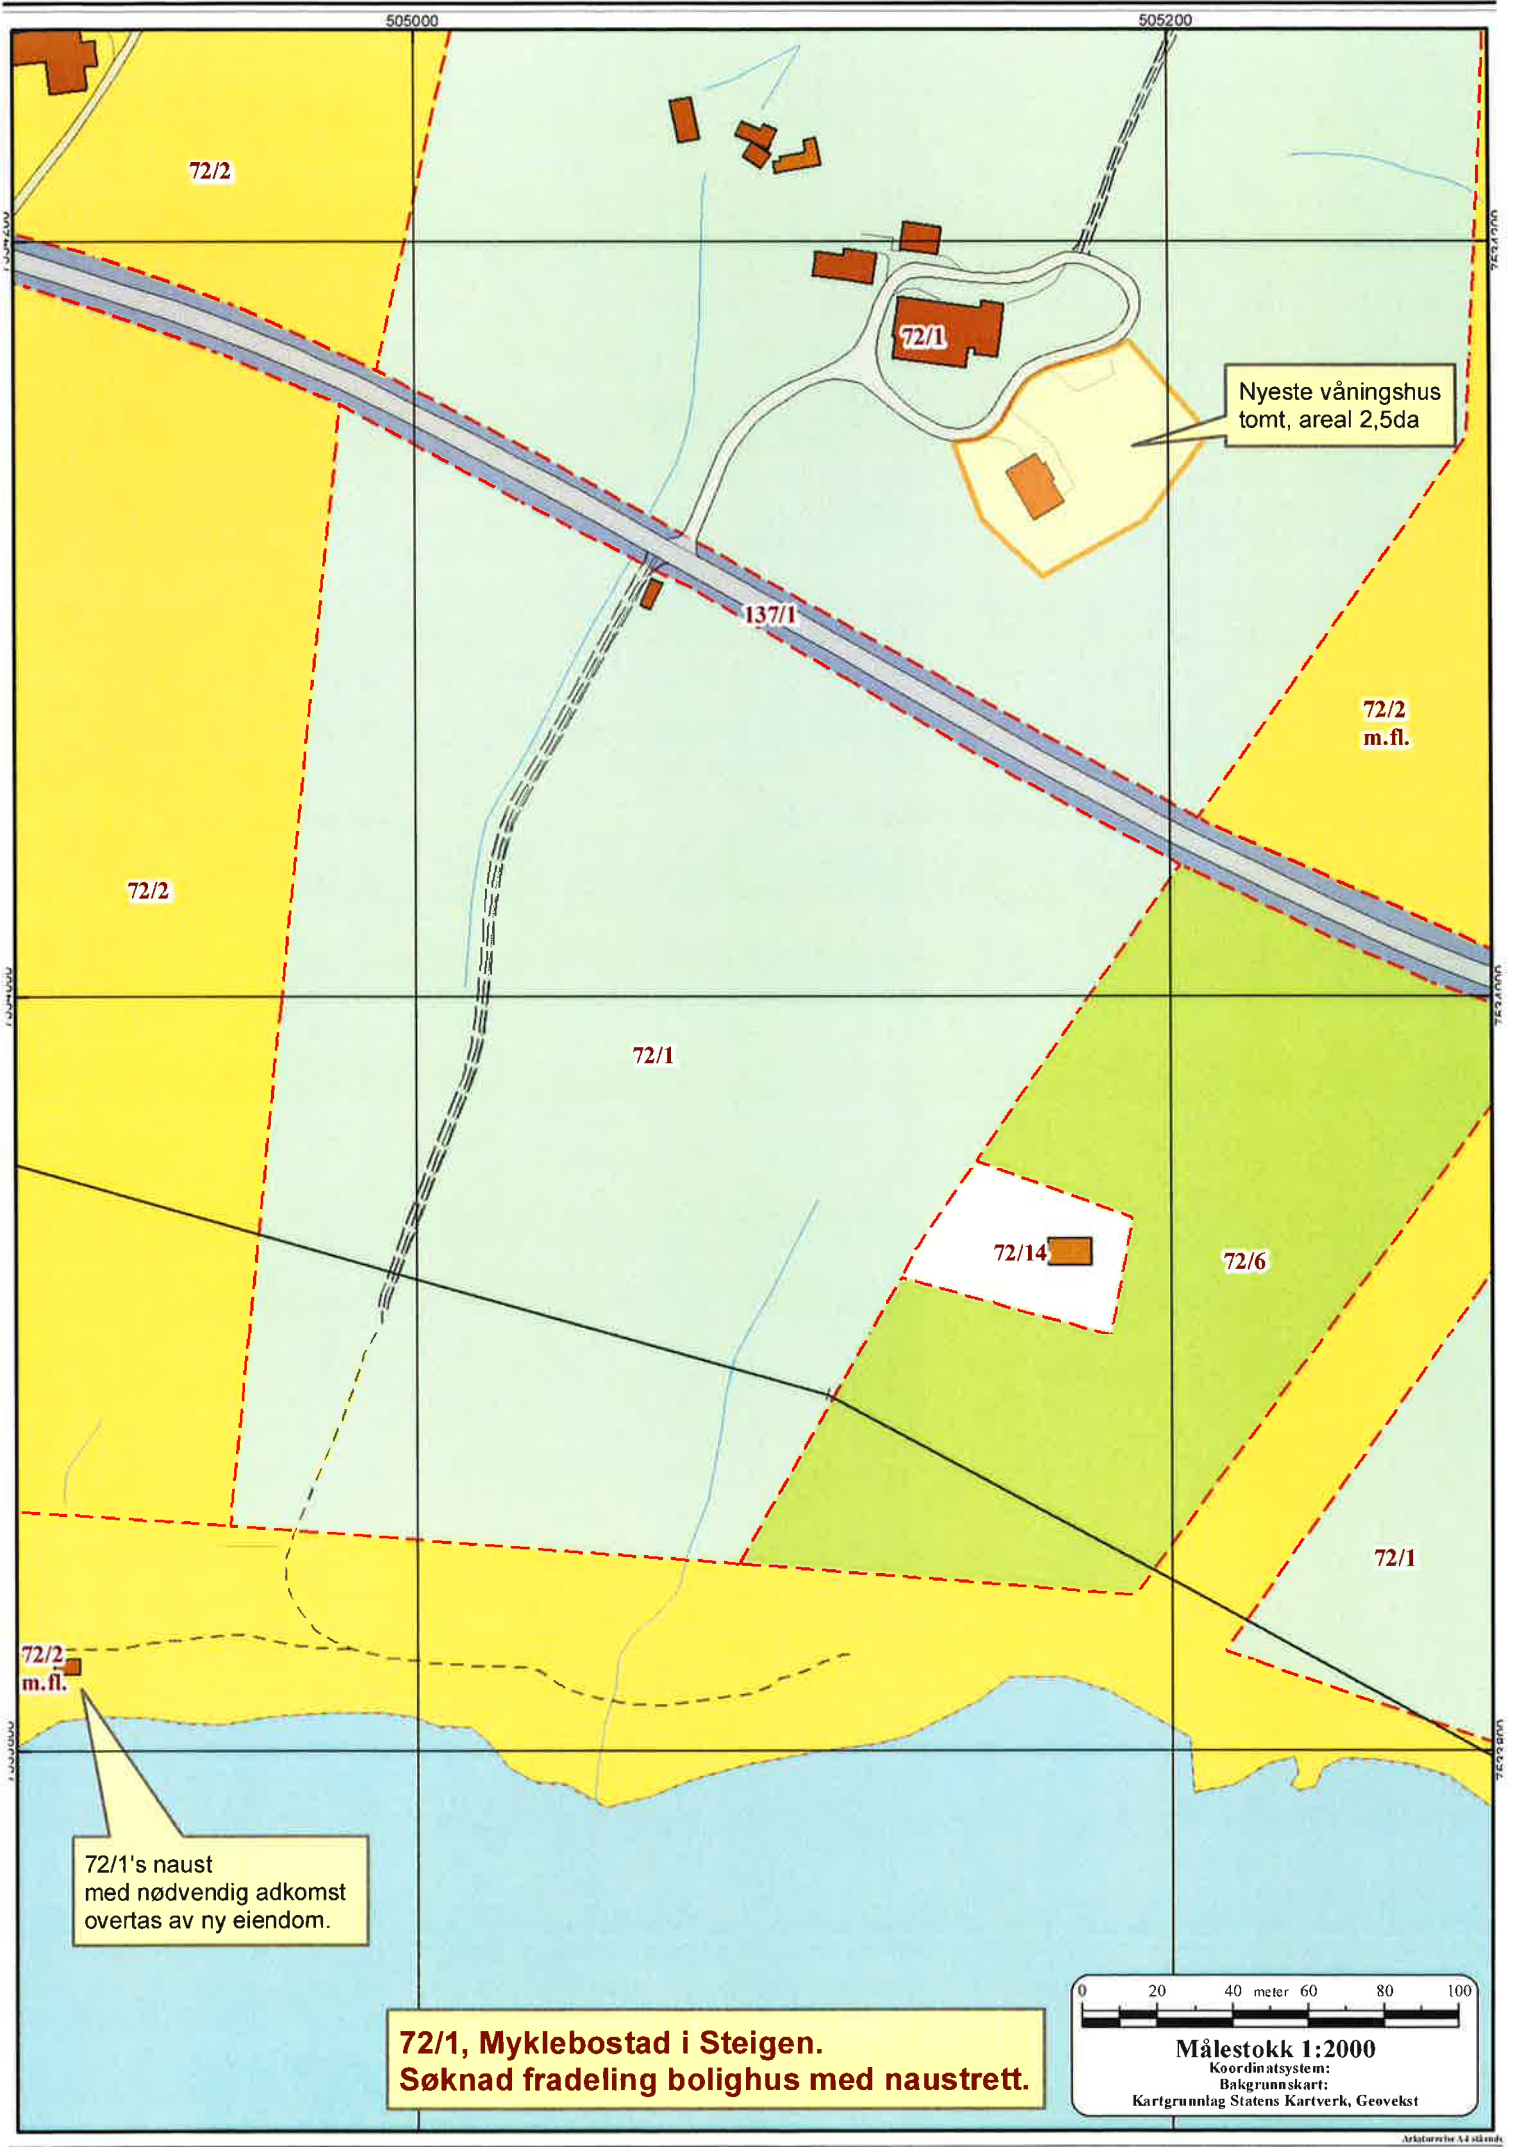 505000
505200
72/2
72/1
Nyeste våningshus
tomt, areal 2,5da
137/1
72/2
m.fl.
72/2
72/1
72/14
72/6
72/1
72/2
m.fl.
72/1's naust
med nødvendig adkomst
overtas av ny eiendom.
72/1, Myklebostad i Steigen.
Søknad fradeling bolighus med naustrett.
0 20 40 meter 60 80 100
Målestokk 1:2000
Koordinatsystem:
Bakgrunnskart:
Kartgrunnlag Statens Kartverk, Geovekst